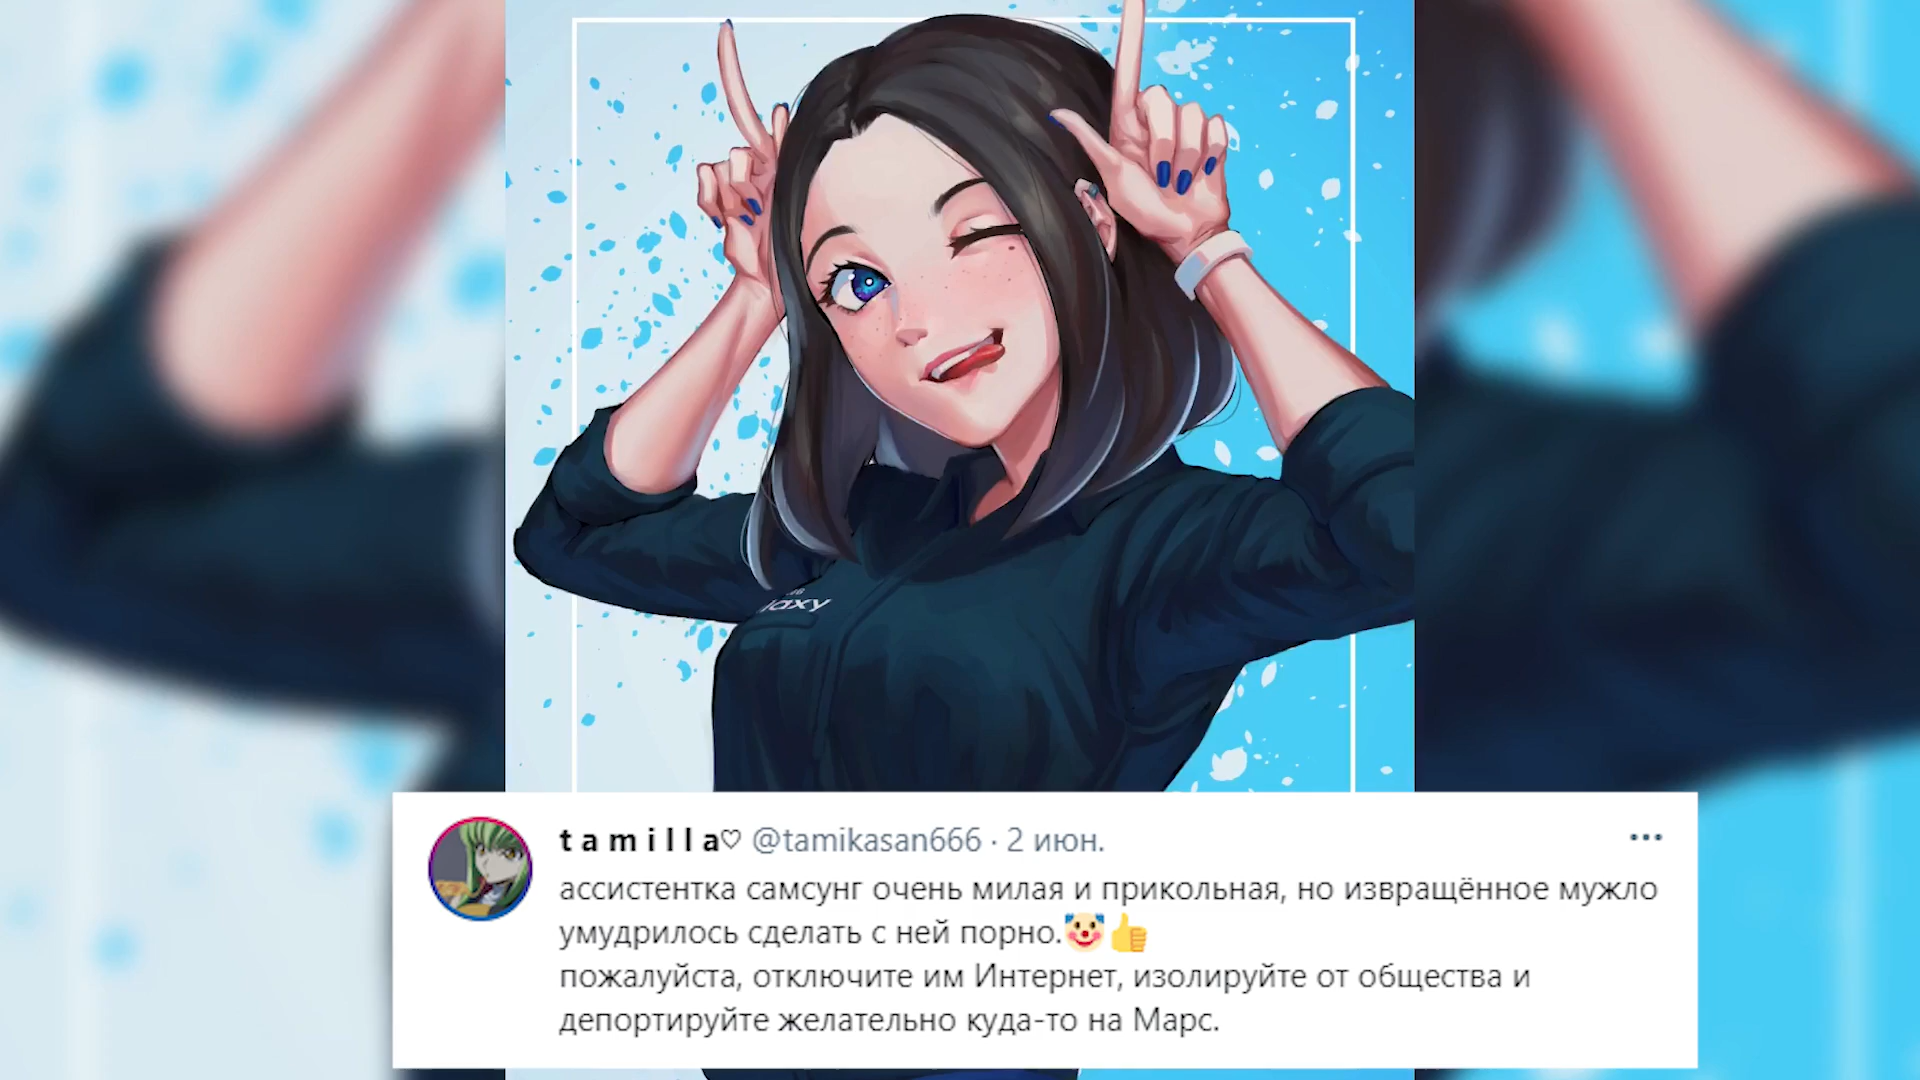 axy
t a m i l l a♡ @tamikasan666 · 2 июн.
ассистентка самсунг очень милая и прикольная, но извращённое мужло
умудрилось сделать с ней порно.🤡👍
пожалуйста, отключите им Интернет, изолируйте от общества и
депортируйте желательно куда-то на Марс.